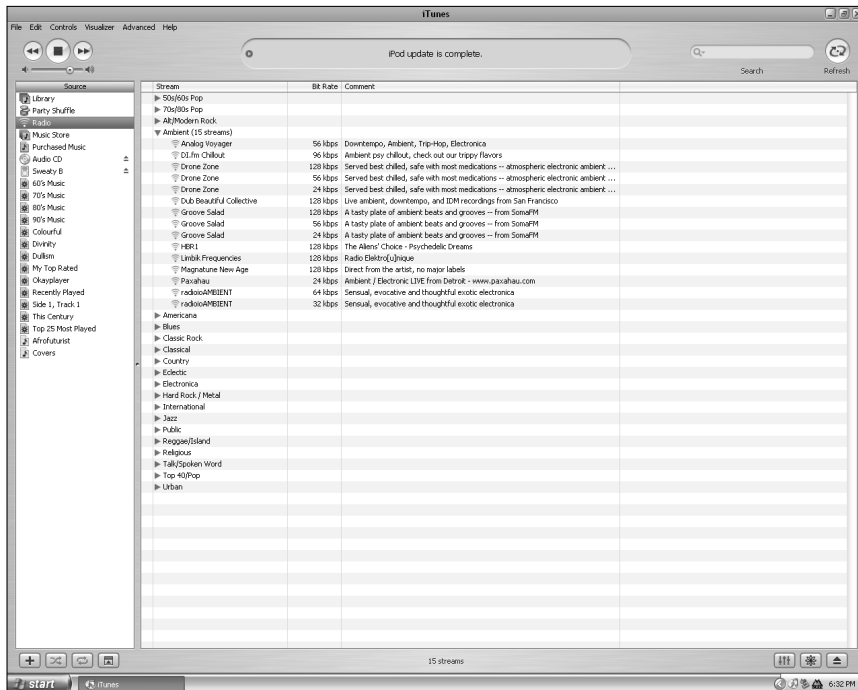 iTunes
File Edit Controls Visualizer Advanced Help
iPod update is complete.
Search
Refresh
Source
Library
Party Shuffle
Radio
Music Store
Purchased Music
Audio CD
Sweaty B
60's Music
70's Music
80's Music
90's Music
Colourful
Divinity
Dullism
My Top Rated
Okayplayer
Recently Played
Side 1, Track 1
This Century
Top 25 Most Played
Afrofuturist
Covers
Stream Bit Rate Comment
50s/60s Pop
70s/80s Pop
Alt/Modern Rock
Ambient (15 streams)
Analog Voyager 56 kbps Downtempo, Ambient, Trip-Hop, Electronica
DI.fm Chillout 96 kbps Ambient psy chillout, check out our trippy flavors
Drone Zone 128 kbps Served best chilled, safe with most medications -- atmospheric electronic ambient ...
Drone Zone 56 kbps Served best chilled, safe with most medications -- atmospheric electronic ambient ...
Drone Zone 24 kbps Served best chilled, safe with most medications -- atmospheric electronic ambient ...
Dub Beautiful Collective 128 kbps Live ambient, downtempo, and IDM recordings from San Francisco
Groove Salad 128 kbps A tasty plate of ambient beats and grooves -- from SomaFM
Groove Salad 56 kbps A tasty plate of ambient beats and grooves -- from SomaFM
Groove Salad 24 kbps A tasty plate of ambient beats and grooves -- from SomaFM
HBR1 128 kbps The Aliens' Choice - Psychedelic Dreams
Limbik Frequencies 128 kbps Radio Elektro[u]nique
Magnatune New Age 128 kbps Direct from the artist, no major labels
Paxahau 24 kbps Ambient / Electronic LIVE from Detroit - www.paxahau.com
radioioAMBIENT 64 kbps Sensual, evocative and thoughtful exotic electronica
radioioAMBIENT 32 kbps Sensual, evocative and thoughtful exotic electronica
Americana
Blues
Classic Rock
Classical
Country
Eclectic
Electronica
Hard Rock / Metal
International
Jazz
Public
Reggae/Island
Religious
Talk/Spoken Word
Top 40/Pop
Urban
15 streams
start
iTunes
6:32 PM